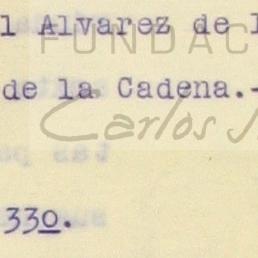 l Alvarez de
FUNDAC
de la Cadena.-
Carlos
330.